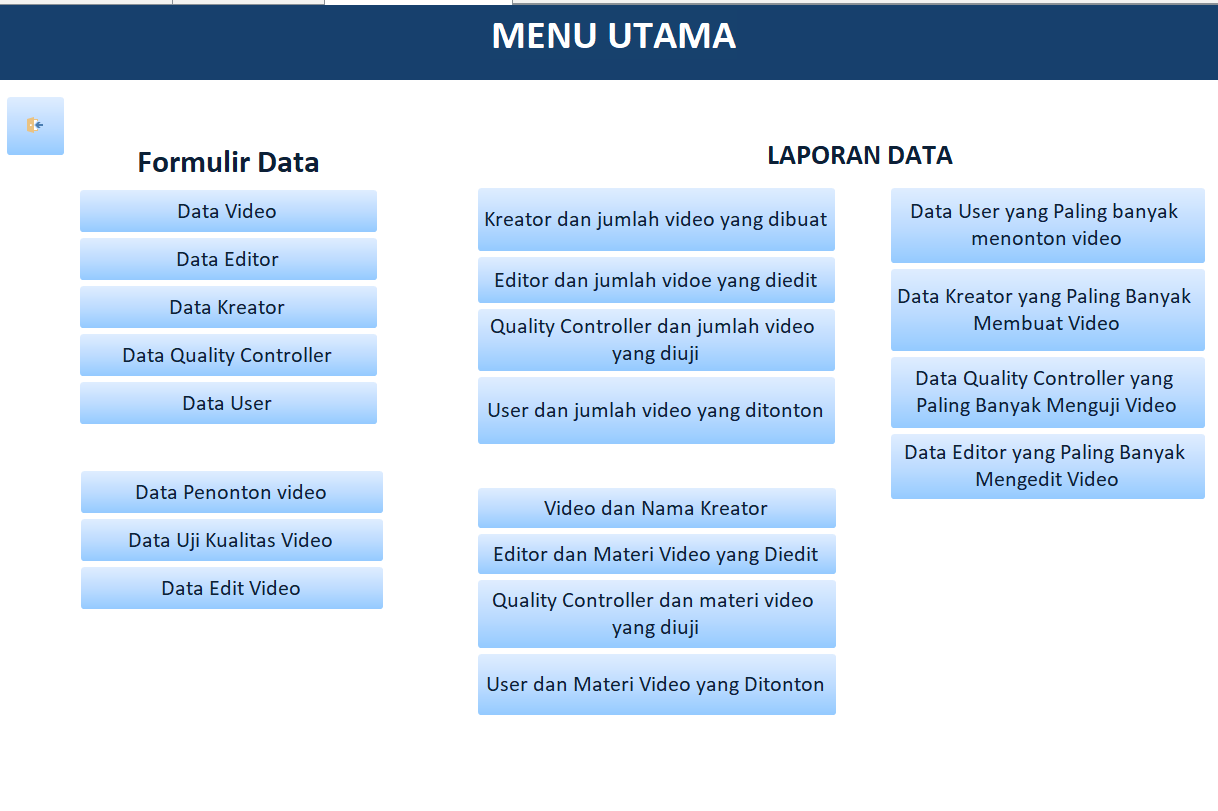 MENU UTAMA
Formulir Data
Data Video
Data Editor
Data Kreator
Data Quality Controller
Data User
Data Penonton video
Data Uji Kualitas Video
Data Edit Video
LAPORAN DATA
Kreator dan jumlah video yang dibuat
Editor dan jumlah vidoe yang diedit
Quality Controller dan jumlah video
yang diuji
User dan jumlah video yang ditonton
Video dan Nama Kreator
Editor dan Materi Video yang Diedit
Quality Controller dan materi video
yang diuji
User dan Materi Video yang Ditonton
Data User yang Paling banyak
menonton video
Data Kreator yang Paling Banyak
Membuat Video
Data Quality Controller yang
Paling Banyak Menguji Video
Data Editor yang Paling Banyak
Mengedit Video